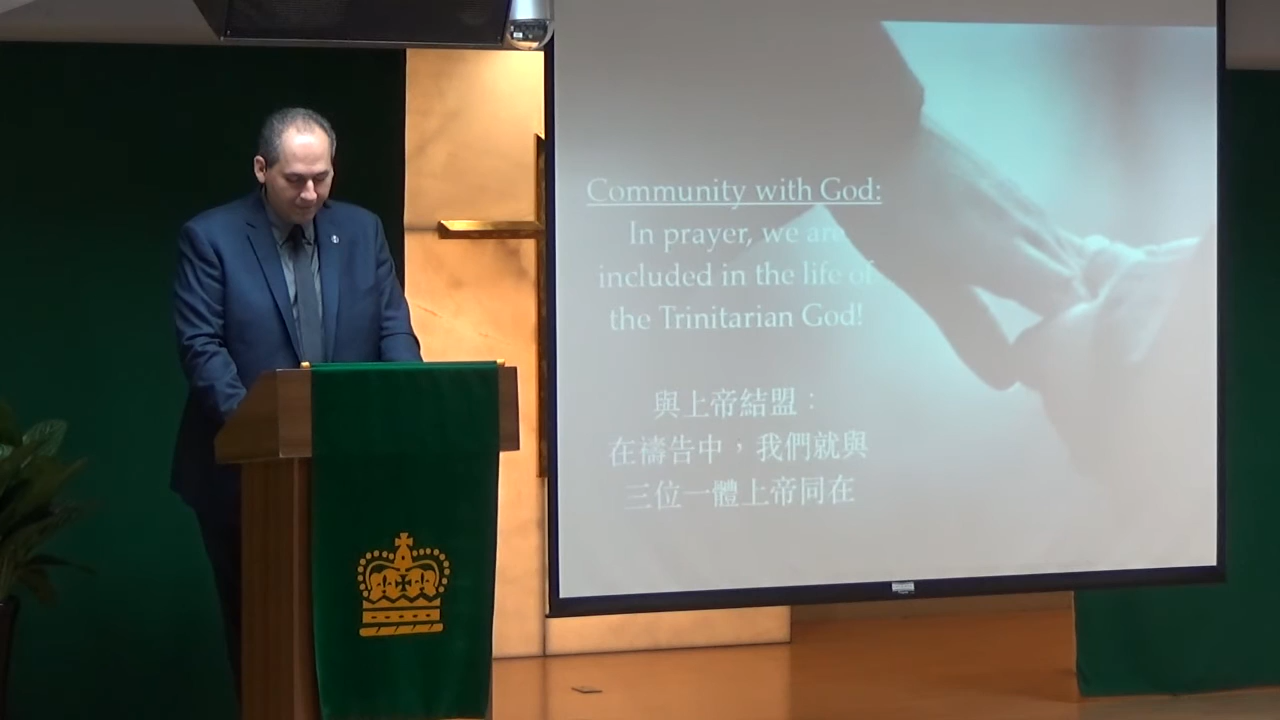 Community with God:
In prayer, we are
included in the life of
the Trinitarian God!
與上帝結盟：
在禱告中，我們就與
三位一體上帝同在